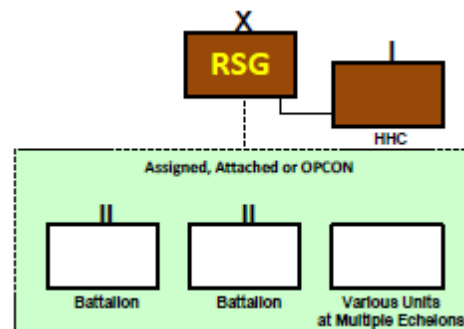 X
RSG
I
HHC
Assigned, Attached or OPCON
II
II
Battalion
Battalion
Various Units
at Multiple Echelons